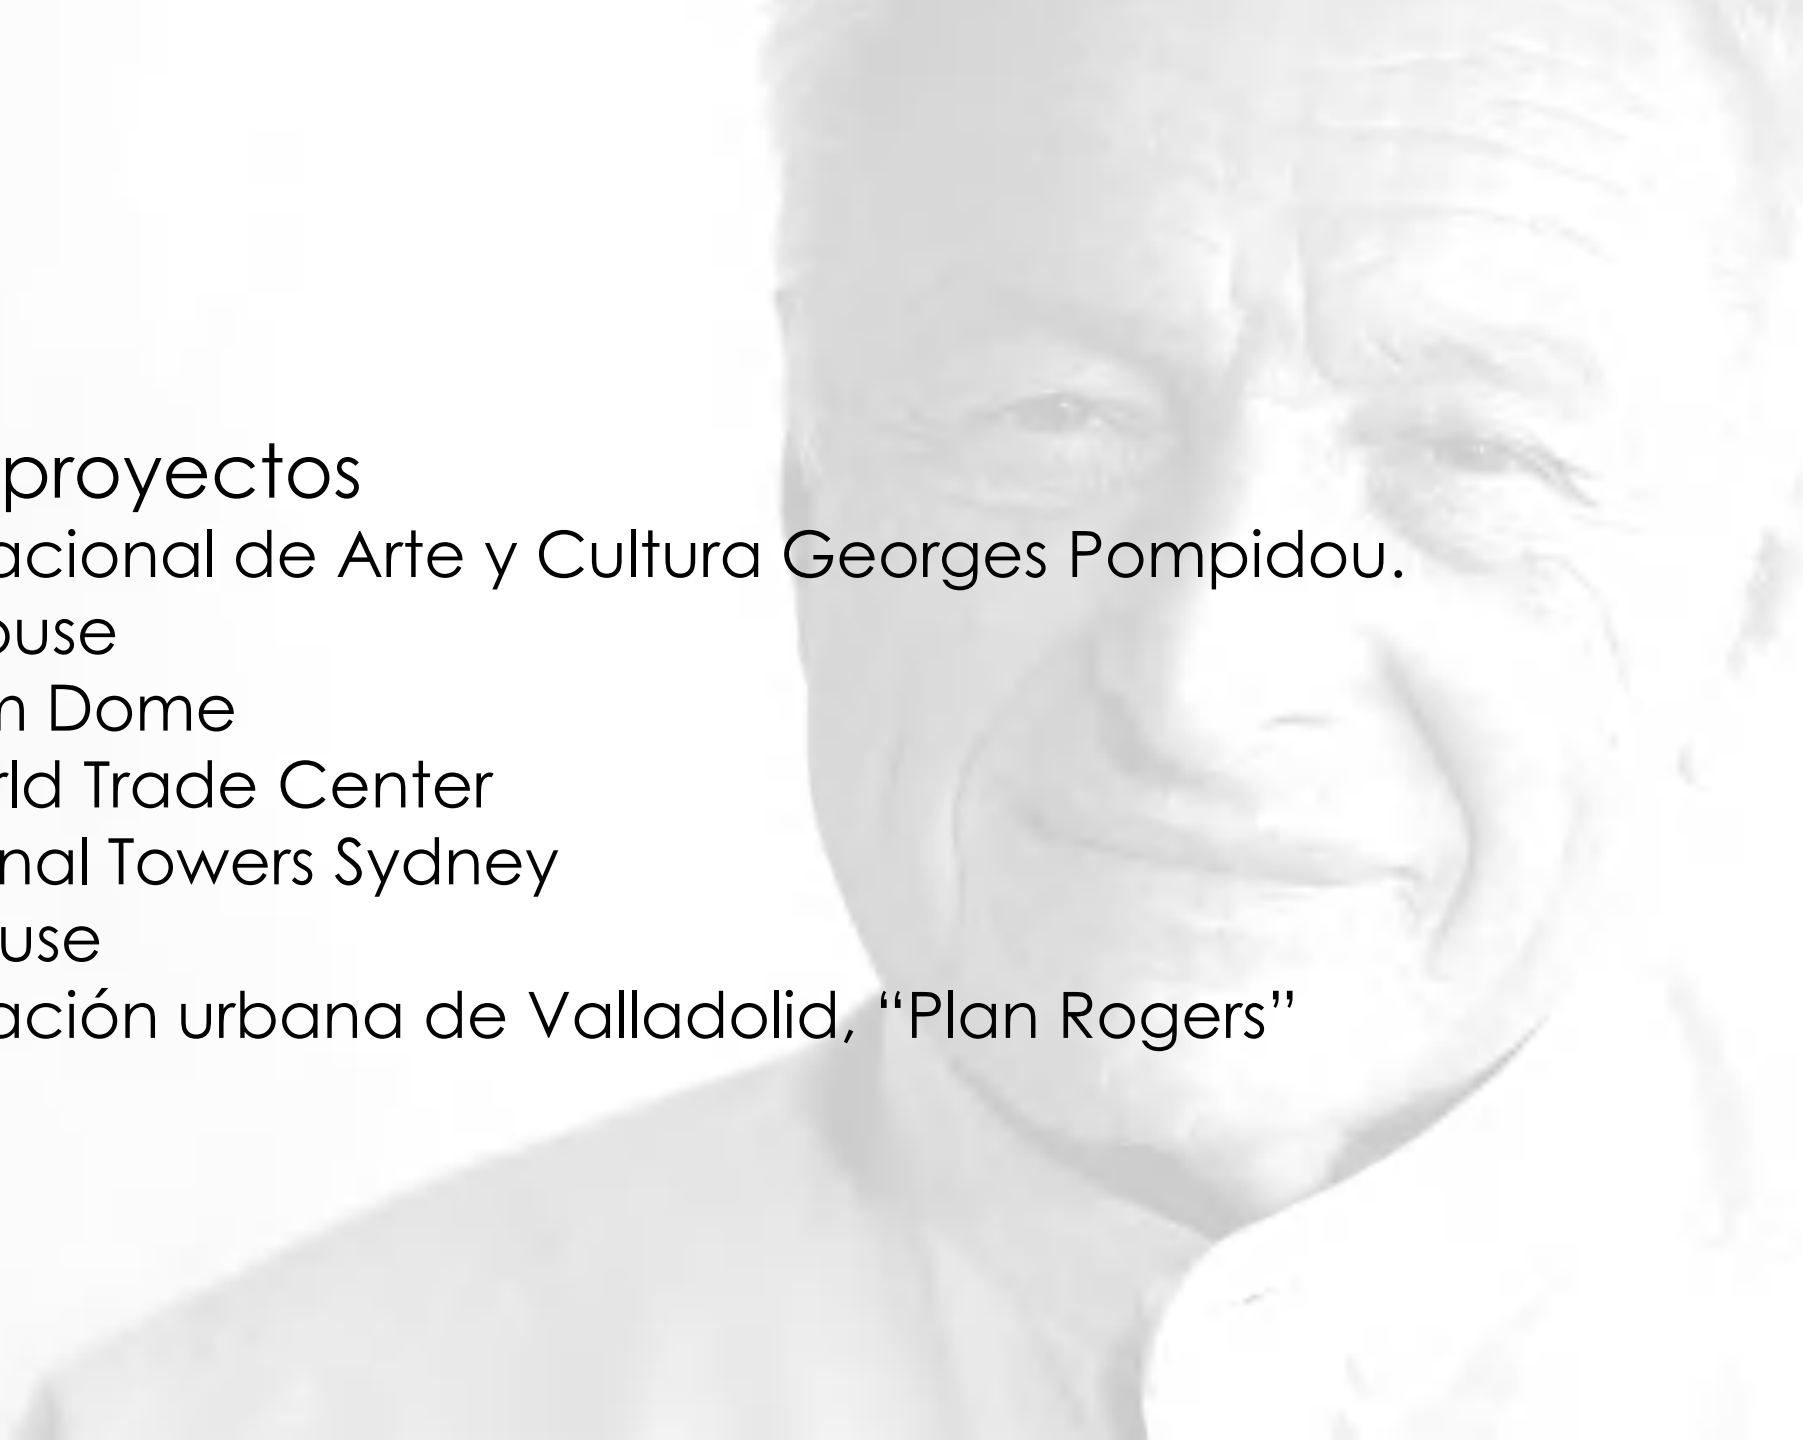 proyectos
acional de Arte y Cultura Georges Pompidou.
ouse
m Dome
rld Trade Center
nal Towers Sydney
use
ación urbana de Valladolid, “Plan Rogers”